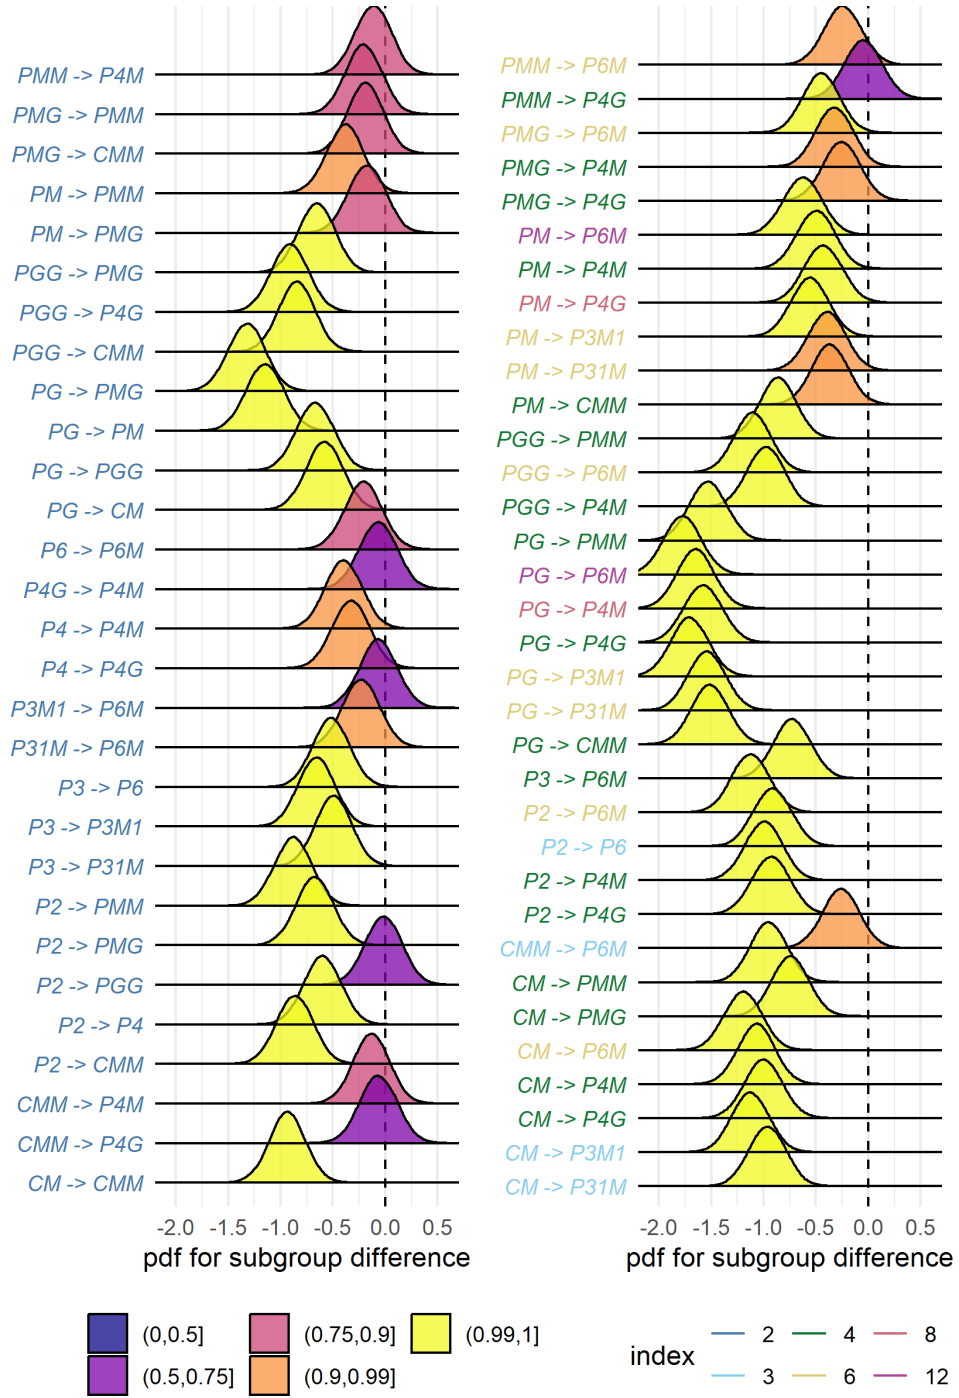 PMM -> P4M
PMG -> PMM
PMG -> CMM
PM -> PMM
PM -> PMG
PGG -> PMG
PGG -> P4G
PGG -> CMM
PG -> PMG
PG -> PM
PG -> PGG
PG -> CM
P6 -> P6M
P4G -> P4M
P4 -> P4M
P4 -> P4G
P3M1 -> P6M
P31M -> P6M
P3 -> P6
P3 -> P3M1
P3 -> P31M
P2 -> PMM
P2 -> PMG
P2 -> PGG
P2 -> P4
P2 -> CMM
CMM -> P4M
CMM -> P4G
CM -> CMM
-2.0 -1.5 -1.0 -0.5 0.0 0.5
pdf for subgroup difference
PMM -> P6M
PMM -> P4G
PMG -> P6M
PMG -> P4M
PMG -> P4G
PM -> P6M
PM -> P4M
PM -> P4G
PM -> P3M1
PM -> P31M
PM -> CMM
PGG -> PMM
PGG -> P6M
PGG -> P4M
PG -> PMM
PG -> P6M
PG -> P4M
PG -> P4G
PG -> P3M1
PG -> P31M
PG -> CMM
P3 -> P6M
P2 -> P6M
P2 -> P6
P2 -> P4M
P2 -> P4G
CMM -> P6M
CM -> PMM
CM -> PMG
CM -> P6M
CM -> P4M
CM -> P4G
CM -> P3M1
CM -> P31M
-2.0 -1.5 -1.0 -0.5 0.0 0.5
pdf for subgroup difference
(0,0.5] (0.75,0.9] (0.99,1]
(0.5,0.75] (0.9,0.99]
index
2 4 8
3 6 12